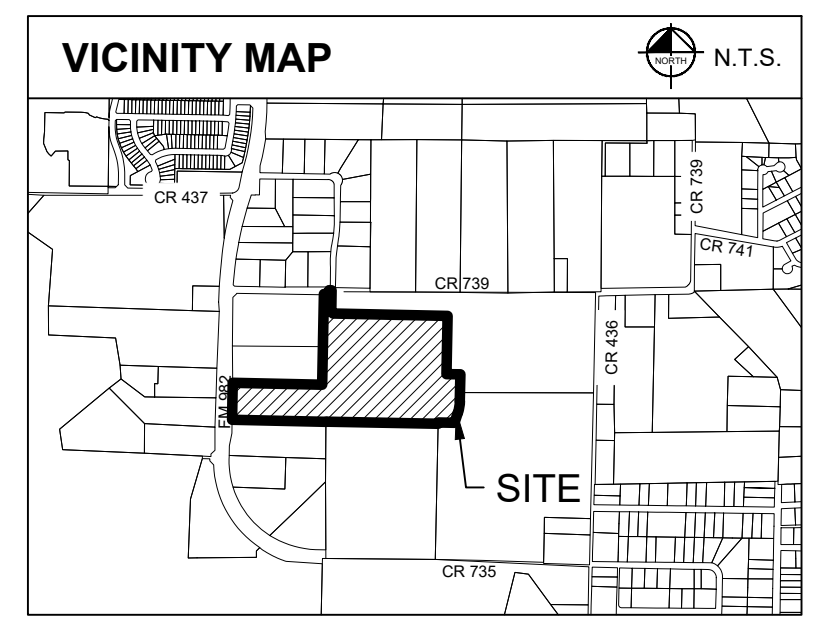 VICINITY MAP
NORTH
N.T.S.
CR 437
CR 739
CR 741
CR 739
CR 436
FM 982
SITE
CR 735